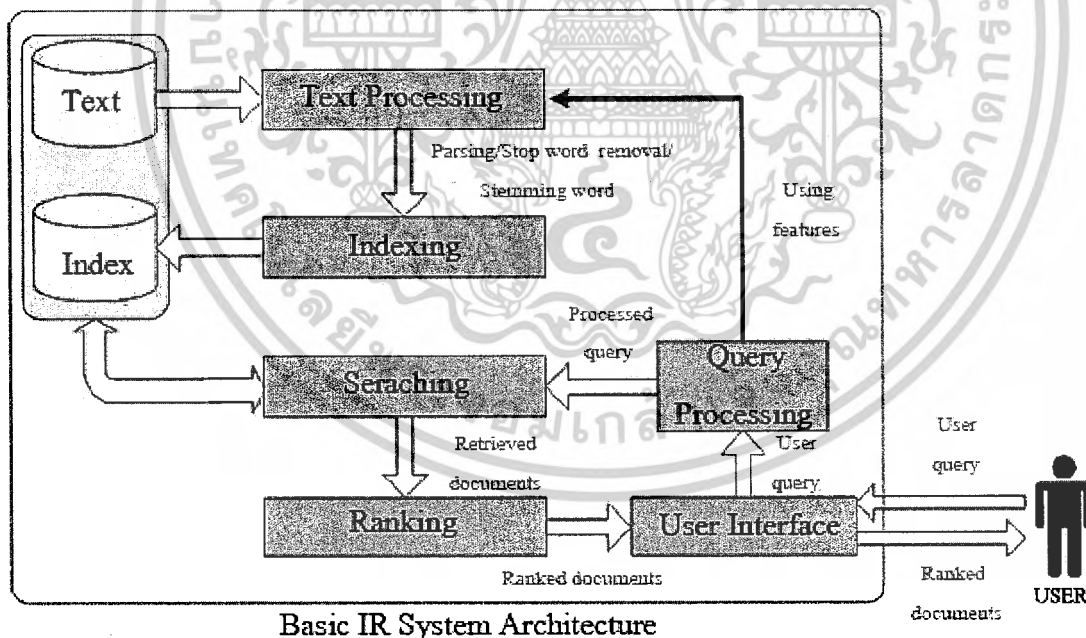 Text
Text Processing
Parsing/Stop word removal/
Stemming word
Using
features
Index
Indexing
Processed
query
Seraching
Query
Processing
Retrieved
documents
User
query
User
query
Ranking
User Interface
Ranked documents
Ranked
documents
USER
Basic IR System Architecture